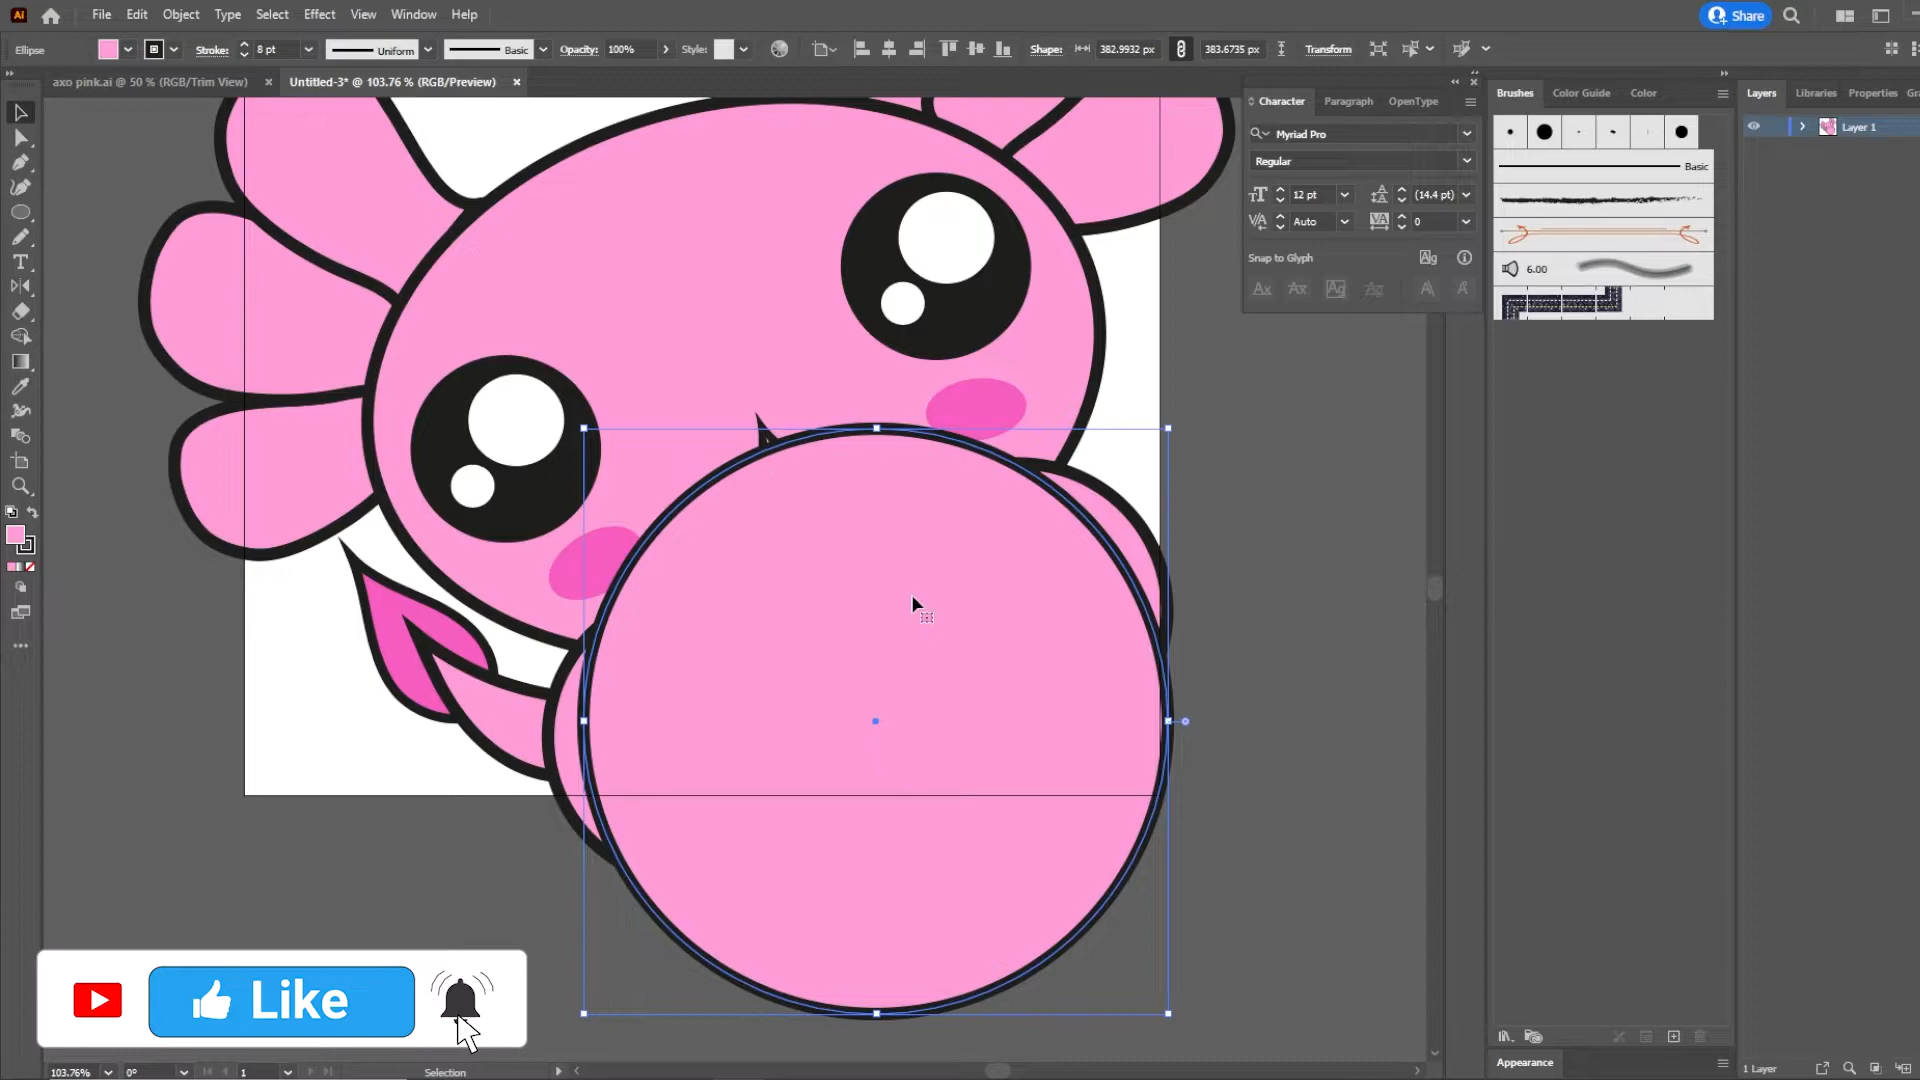 Ai File Edit Object Type Select Effect View Window Help Share
Ellipse Stroke: 8 pt Uniform Basic Opacity: 100% Style: Shape: 382.9932 px 383.6735 px Transform
axo pink.ai @ 50 % (RGB/Trim View) × Untitled-3* @ 103.76 % (RGB/Preview) ×
Character Paragraph OpenType
Myriad Pro
Regular
12 pt (14.4 pt)
Auto 0
Snap to Glyph
Brushes Color Guide Color
Basic
6.00
Layers Libraries Properties Gra
Layer 1
Like
103.76% 0° 1 Selection
Appearance
1 Layer